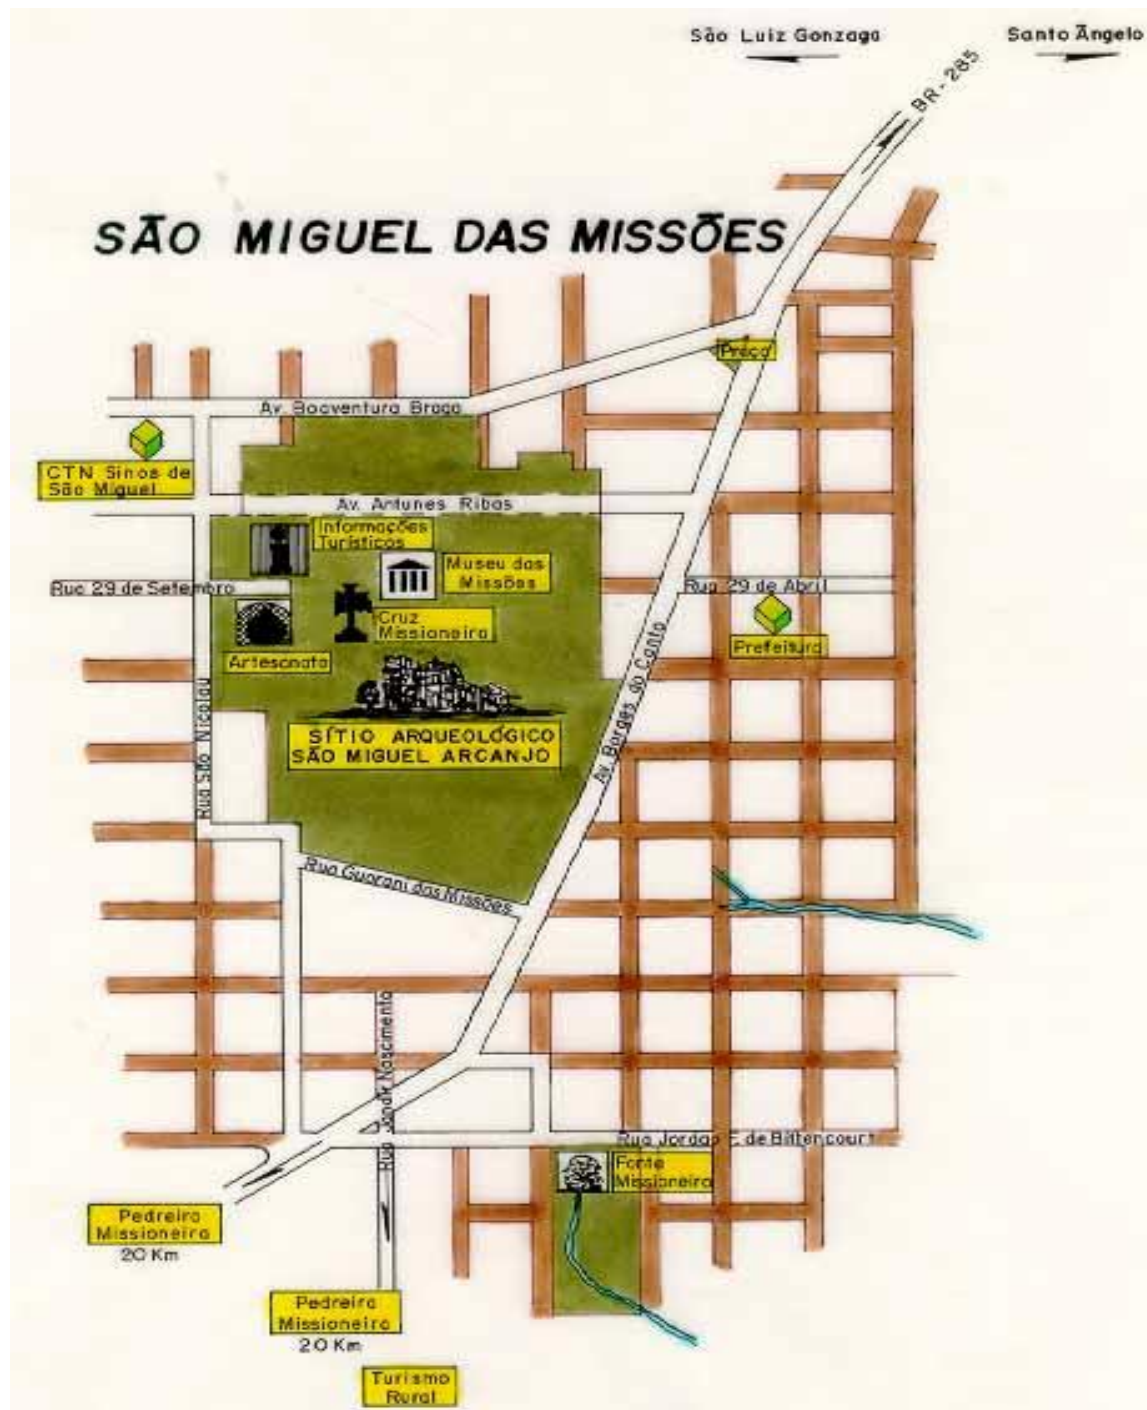 São Luiz Gonzaga
Santo Ângelo
BR-285
SÃO MIGUEL DAS MISSÕES
Praça
Av. Boaventura Braga
CTN Sinos de
São Miguel
Av. Antunes Ribas
Informações
Turísticos
Museu das
Missões
Rua 29 de Setembro
Rua 29 de Abril
Cruz
Missioneira
Prefeitura
Artesanato
SÍTIO ARQUEOLÓGICO
SÃO MIGUEL ARCANJO
Rua São Nicolau
Av. Borges do Canto
Rua Guarani das Missões
Rua Jandir Nascimento
Rua Jordao F. de Bittencourt
Fonte
Missioneira
Pedreira
Missioneira
20 Km
Pedreira
Missioneira
20 Km
Turismo
Rural